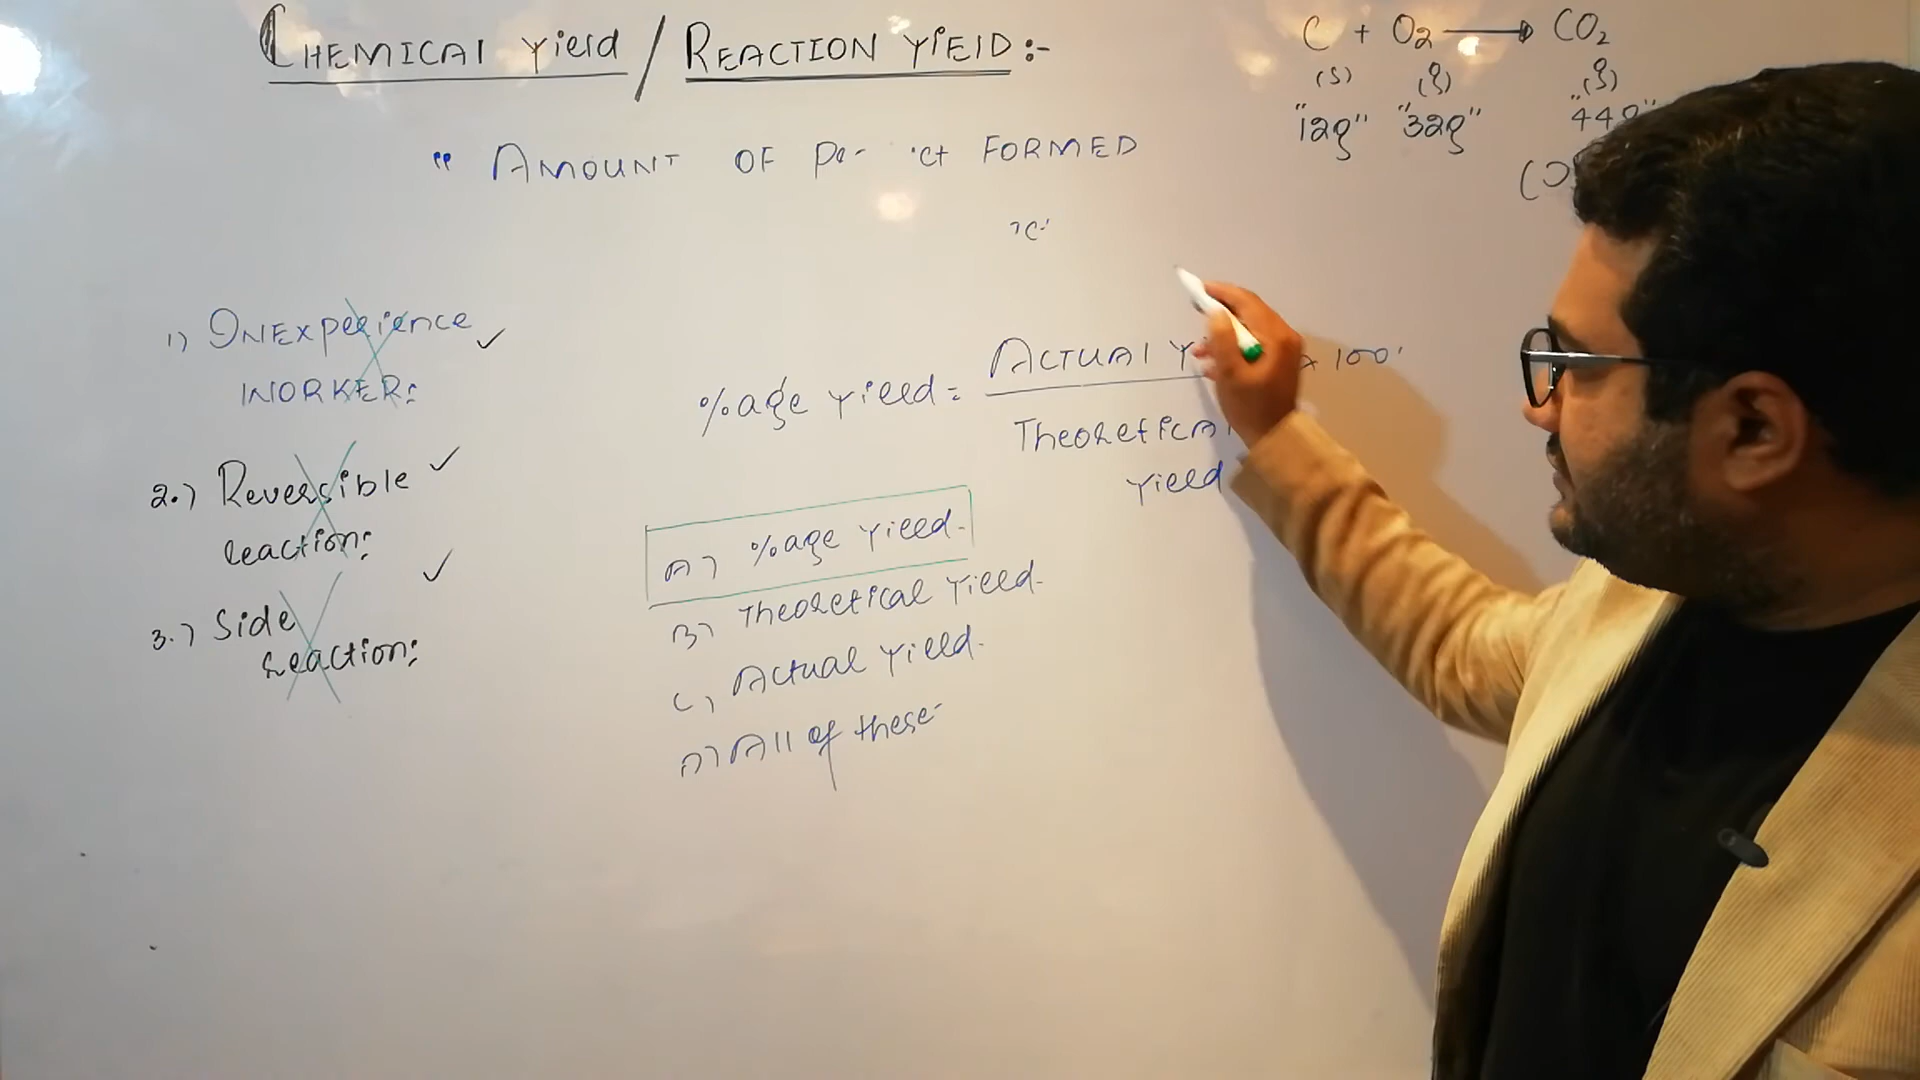 CHEMICAL YIELD / REACTION YIELD :-
C + O2 → CO2
(s) (g) (g)
"12g" "32g" "44g"
" AMOUNT OF FORMED
1) INEXPERIENCE ✓
WORKER:
%age Yield = ACTUAL × 100
THEORETICAL
Yield
2.) Reversible ✓
reaction:
3.) Side ✓
reaction:
A) %age Yield.
B) Theoretical Yield.
C) Actual Yield.
D) All of these